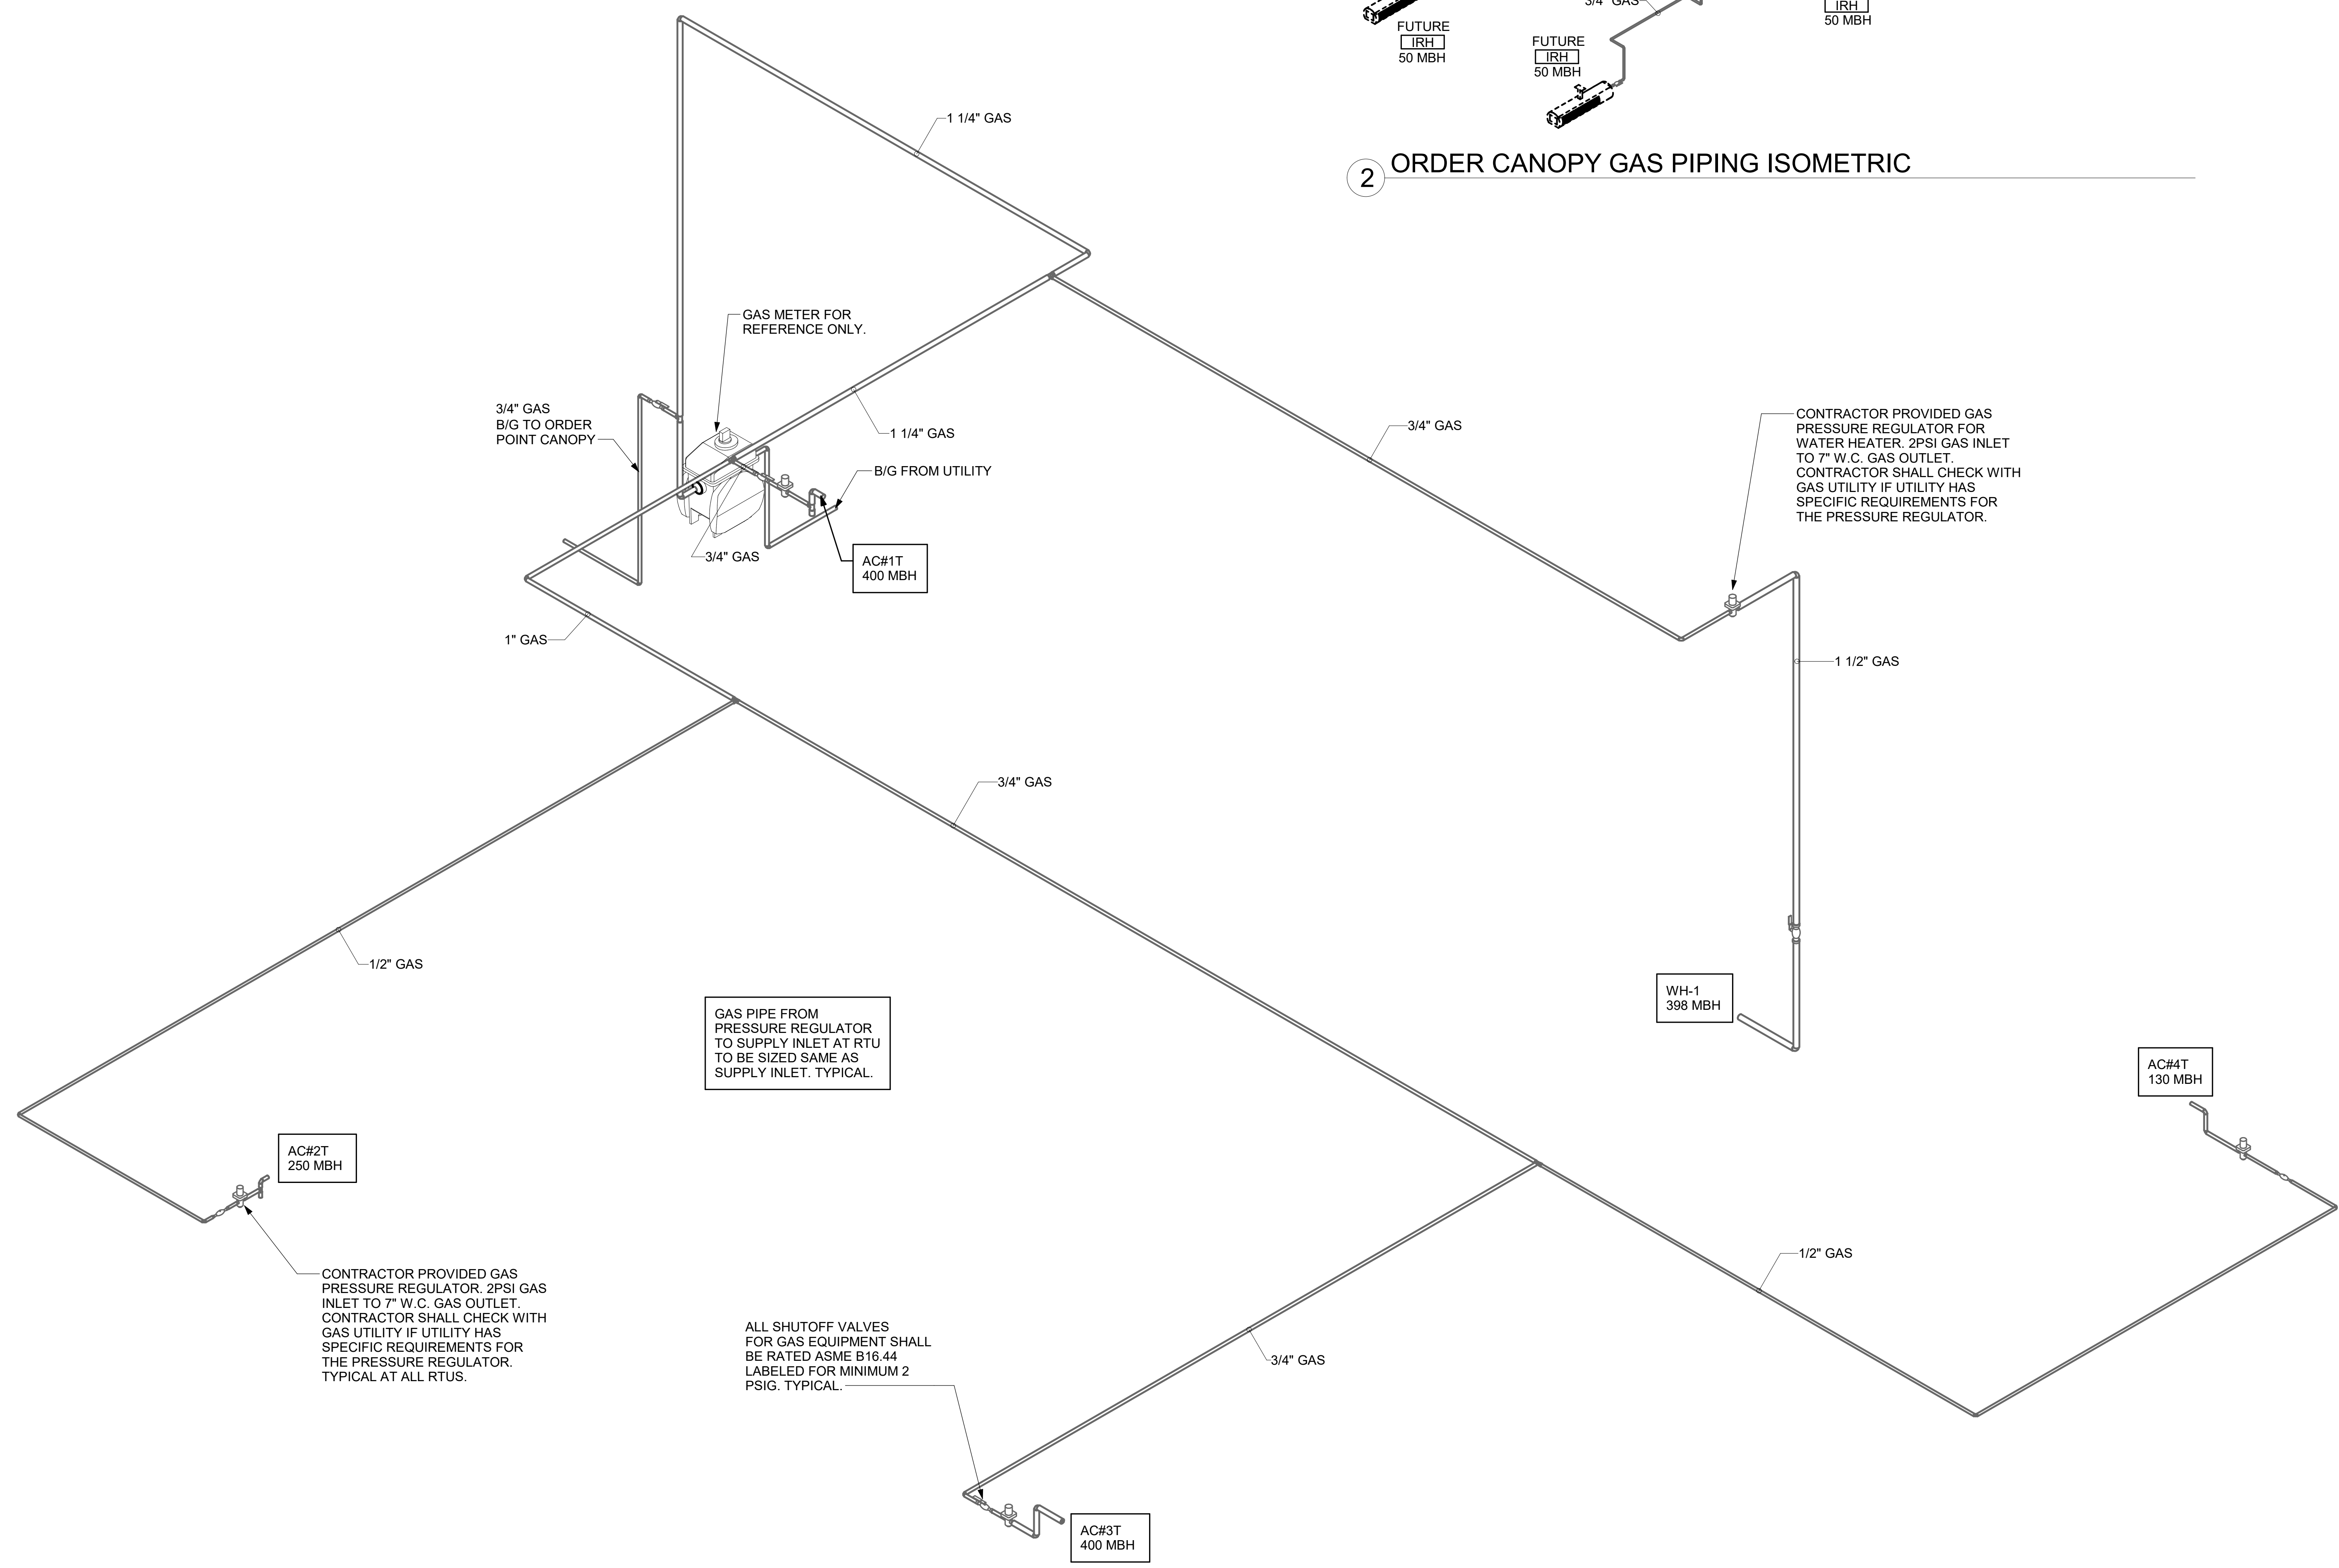 3/4" GAS
IRH
50 MBH
FUTURE
IRH
50 MBH
FUTURE
IRH
50 MBH
2
ORDER CANOPY GAS PIPING ISOMETRIC
1 1/4" GAS
GAS METER FOR
REFERENCE ONLY.
3/4" GAS
B/G TO ORDER
POINT CANOPY
1 1/4" GAS
B/G FROM UTILITY
3/4" GAS
AC#1T
400 MBH
3/4" GAS
CONTRACTOR PROVIDED GAS
PRESSURE REGULATOR FOR
WATER HEATER. 2PSI GAS INLET
TO 7" W.C. GAS OUTLET.
CONTRACTOR SHALL CHECK WITH
GAS UTILITY IF UTILITY HAS
SPECIFIC REQUIREMENTS FOR
THE PRESSURE REGULATOR.
1" GAS
1 1/2" GAS
3/4" GAS
1/2" GAS
WH-1
398 MBH
GAS PIPE FROM
PRESSURE REGULATOR
TO SUPPLY INLET AT RTU
TO BE SIZED SAME AS
SUPPLY INLET. TYPICAL.
AC#4T
130 MBH
AC#2T
250 MBH
CONTRACTOR PROVIDED GAS
PRESSURE REGULATOR. 2PSI GAS
INLET TO 7" W.C. GAS OUTLET.
CONTRACTOR SHALL CHECK WITH
GAS UTILITY IF UTILITY HAS
SPECIFIC REQUIREMENTS FOR
THE PRESSURE REGULATOR.
TYPICAL AT ALL RTUS.
1/2" GAS
ALL SHUTOFF VALVES
FOR GAS EQUIPMENT SHALL
BE RATED ASME B16.44
LABELED FOR MINIMUM 2
PSIG. TYPICAL.
3/4" GAS
AC#3T
400 MBH